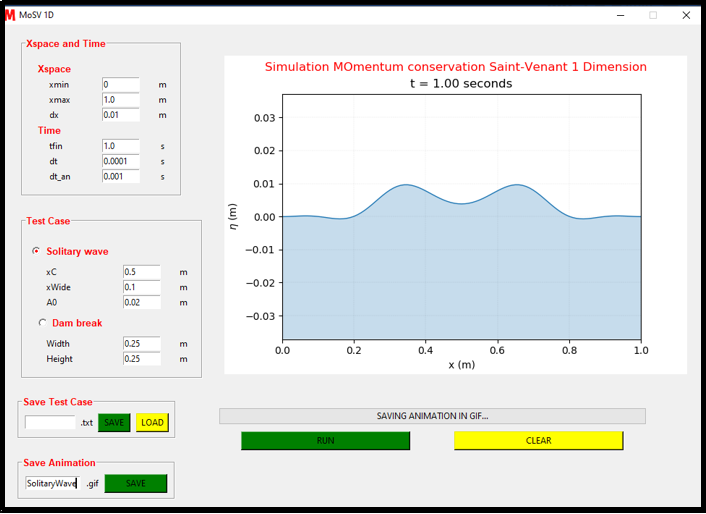 M MoSV 1D
Xspace and Time
Xspace
xmin 0 m
xmax 1.0 m
dx 0.01 m
Time
tfin 1.0 s
dt 0.0001 s
dt_an 0.001 s
Test Case
Solitary wave
xC 0.5 m
xWide 0.1 m
A0 0.02 m
Dam break
Width 0.25 m
Height 0.25 m
Save Test Case
.txt SAVE LOAD
Save Animation
SolitaryWave .gif SAVE
Simulation MOmentum conservation Saint-Venant 1 Dimension
t = 1.00 seconds
0.03
0.02
0.01
0.00
−0.01
−0.02
−0.03
η (m)
0.0 0.2 0.4 0.6 0.8 1.0
x (m)
SAVING ANIMATION IN GIF...
RUN CLEAR